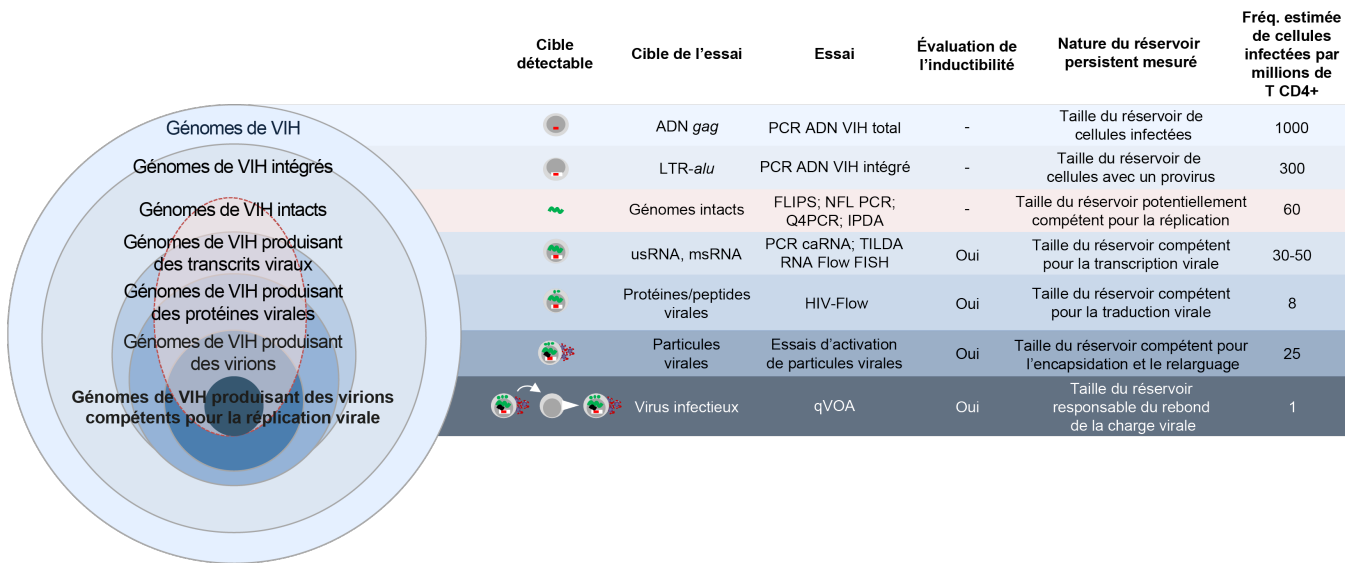 Cible
détectable
Cible de l’essai
Essai
Évaluation de
l’inductibilité
Nature du réservoir
persistent mesuré
Fréq. estimée
de cellules
infectées par
millions de
T CD4+
Génomes de VIH
ADN gag
PCR ADN VIH total
-
Taille du réservoir de
cellules infectées
1000
Génomes de VIH intégrés
LTR-alu
PCR ADN VIH intégré
-
Taille du réservoir de
cellules avec un provirus
300
Génomes de VIH intacts
Génomes intacts
FLIPS; NFL PCR;
Q4PCR; IPDA
-
Taille du réservoir potentiellement
compétent pour la réplication
60
Génomes de VIH produisant
des transcrits viraux
usRNA, msRNA
PCR caRNA; TILDA
RNA Flow FISH
Oui
Taille du réservoir compétent
pour la transcription virale
30-50
Génomes de VIH produisant
des protéines virales
Protéines/peptides
virales
HIV-Flow
Oui
Taille du réservoir compétent
pour la traduction virale
8
Génomes de VIH produisant
des virions
Particules
virales
Essais d’activation
de particules virales
Oui
Taille du réservoir compétent pour
l’encapsidation et le relarguage
25
Génomes de VIH produisant des virions
compétents pour la réplication virale
Virus infectieux
qVOA
Oui
Taille du réservoir
responsable du rebond
de la charge virale
1